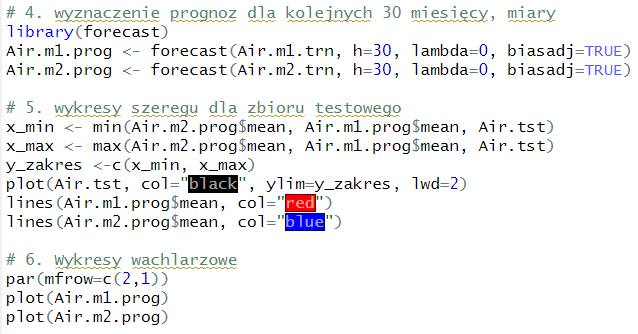 # 4. wyznaczenie prognoz dla kolejnych 30 miesięcy, miary
library(forecast)
Air.m1.prog <- forecast(Air.m1.trn, h=30, lambda=0, biasadj=TRUE)
Air.m2.prog <- forecast(Air.m2.trn, h=30, lambda=0, biasadj=TRUE)
# 5. wykresy szeregu dla zbioru testowego
x_min <- min(Air.m2.prog$mean, Air.m1.prog$mean, Air.tst)
x_max <- max(Air.m2.prog$mean, Air.m1.prog$mean, Air.tst)
y_zakres <-c(x_min, x_max)
plot(Air.tst, col="black", ylim=y_zakres, lwd=2)
lines(Air.m1.prog$mean, col="red")
lines(Air.m2.prog$mean, col="blue")
# 6. Wykresy wachlarzowe
par(mfrow=c(2,1))
plot(Air.m1.prog)
plot(Air.m2.prog)